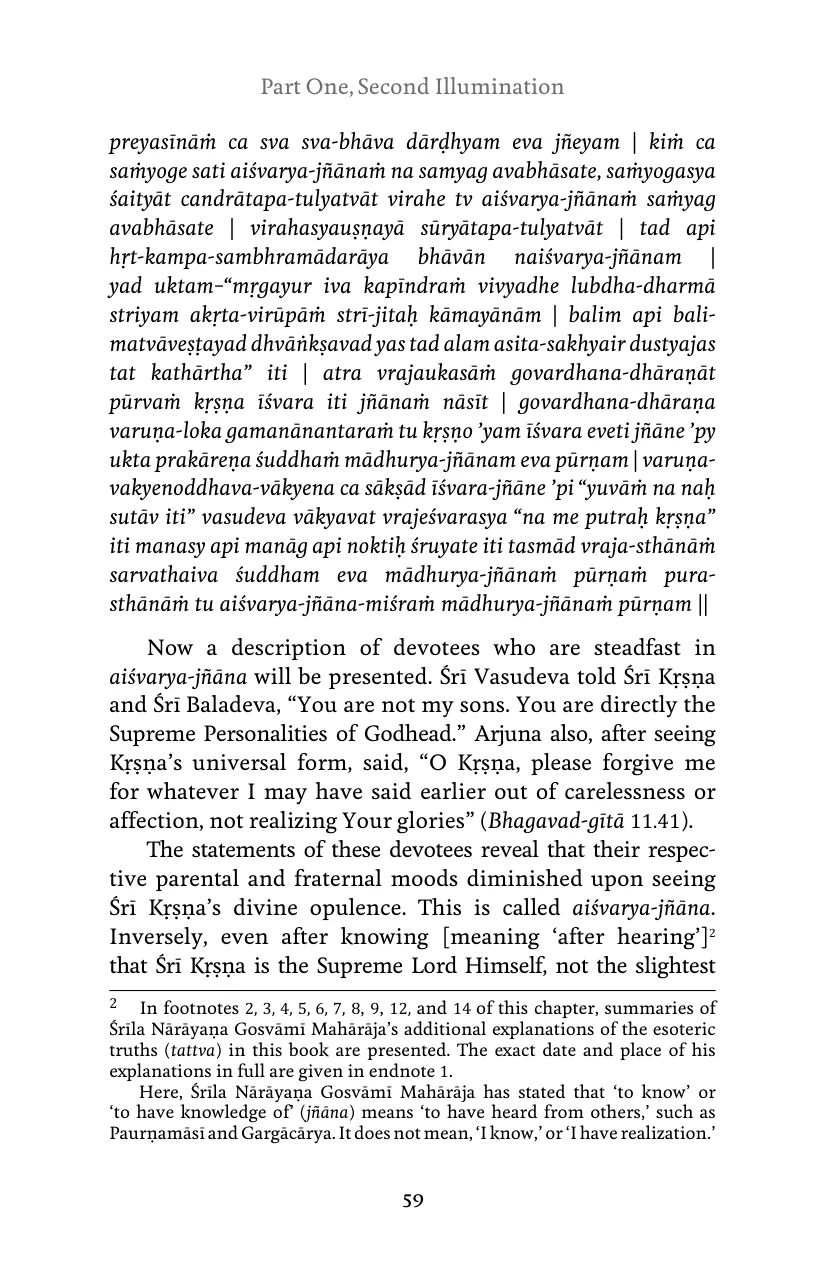 Part One, Second Illumination
preyasīnāṁ ca sva sva-bhāva dārḍhyam eva jñeyam | kiṁ ca
saṁyoge sati aiśvarya-jñānaṁ na samyag avabhāsate, saṁyogasya
śaityāt candrātapa-tulyatvāt virahe tv aiśvarya-jñānaṁ saṁyag
avabhāsate | virahasyauṣṇayā sūryātapa-tulyatvāt | tad api
hṛt-kampa-sambhramādarāya bhāvān naiśvarya-jñānam |
yad uktam–“mṛgayur iva kapīndraṁ vivyadhe lubdha-dharmā
striyam akṛta-virūpāṁ strī-jitaḥ kāmayānām | balim api bali-
matvāveṣṭayad dhvāṅkṣavad yas tad alam asita-sakhyair dustyajas
tat kathārtha” iti | atra vrajaukasāṁ govardhana-dhāraṇāt
pūrvaṁ kṛṣṇa īśvara iti jñānaṁ nāsīt | govardhana-dhāraṇa
varuṇa-loka gamanānantaraṁ tu kṛṣṇo ’yam īśvara eveti jñāne ’py
ukta prakāreṇa śuddhaṁ mādhurya-jñānam eva pūrṇam | varuṇa-
vakyenoddhava-vākyena ca sākṣād īśvara-jñāne ’pi “yuvāṁ na naḥ
sutāv iti” vasudeva vākyavat vrajeśvarasya “na me putraḥ kṛṣṇa”
iti manasy api manāg api noktiḥ śruyate iti tasmād vraja-sthānāṁ
sarvathaiva śuddham eva mādhurya-jñānaṁ pūrṇaṁ pura-
sthānāṁ tu aiśvarya-jñāna-miśraṁ mādhurya-jñānaṁ pūrṇam ||
Now a description of devotees who are steadfast in
aiśvarya-jñāna will be presented. Śrī Vasudeva told Śrī Kṛṣṇa
and Śrī Baladeva, “You are not my sons. You are directly the
Supreme Personalities of Godhead.” Arjuna also, after seeing
Kṛṣṇa’s universal form, said, “O Kṛṣṇa, please forgive me
for whatever I may have said earlier out of carelessness or
affection, not realizing Your glories” (Bhagavad-gītā 11.41).
The statements of these devotees reveal that their respec-
tive parental and fraternal moods diminished upon seeing
Śrī Kṛṣṇa’s divine opulence. This is called aiśvarya-jñāna.
Inversely, even after knowing [meaning ‘after hearing’]²
that Śrī Kṛṣṇa is the Supreme Lord Himself, not the slightest
² In footnotes 2, 3, 4, 5, 6, 7, 8, 9, 12, and 14 of this chapter, summaries of
Śrīla Nārāyaṇa Gosvāmī Mahārāja’s additional explanations of the esoteric
truths (tattva) in this book are presented. The exact date and place of his
explanations in full are given in endnote 1.
Here, Śrīla Nārāyaṇa Gosvāmī Mahārāja has stated that ‘to know’ or
‘to have knowledge of’ (jñāna) means ‘to have heard from others,’ such as
Paurṇamāsī and Gargācārya. It does not mean, ‘I know,’ or ‘I have realization.’
59